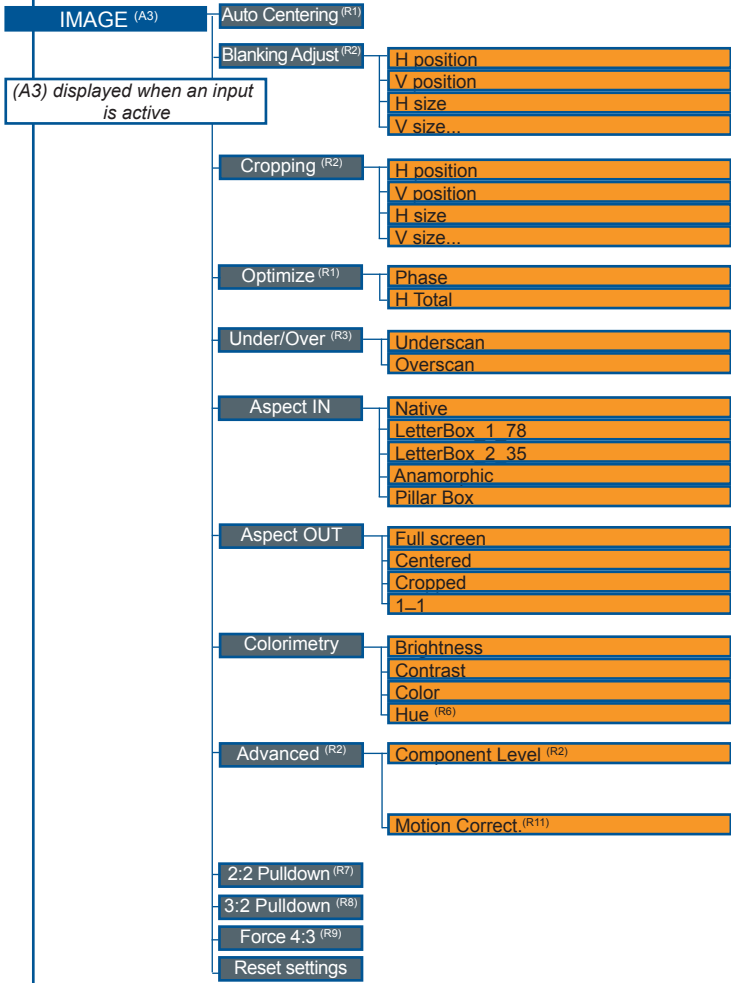 IMAGE (A3)
Auto Centering (R1)
Blanking Adjust (R2)
H position
V position
H size
V size...
(A3) displayed when an input
is active
Cropping (R2)
H position
V position
H size
V size...
Optimize (R1)
Phase
H Total
Under/Over (R3)
Underscan
Overscan
Aspect IN
Native
LetterBox_1_78
LetterBox_2_35
Anamorphic
Pillar Box
Aspect OUT
Full screen
Centered
Cropped
1–1
Colorimetry
Brightness
Contrast
Color
Hue (R6)
Advanced (R2)
Component Level (R2)
Motion Correct.(R11)
2:2 Pulldown (R7)
3:2 Pulldown (R8)
Force 4:3 (R9)
Reset settings